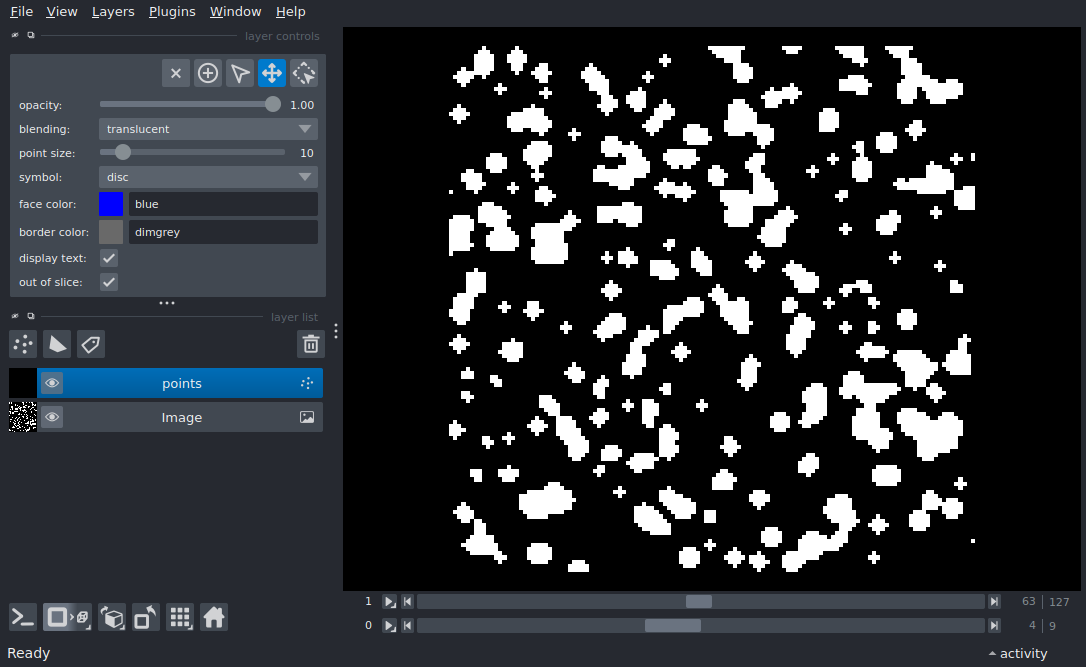 File View Layers Plugins Window Help
layer controls
opacity: 1.00
blending: translucent
point size: 10
symbol: disc
face color: blue
border color: dimgrey
display text:
out of slice:
layer list
points
Image
1 63 127
0 4 9
Ready activity